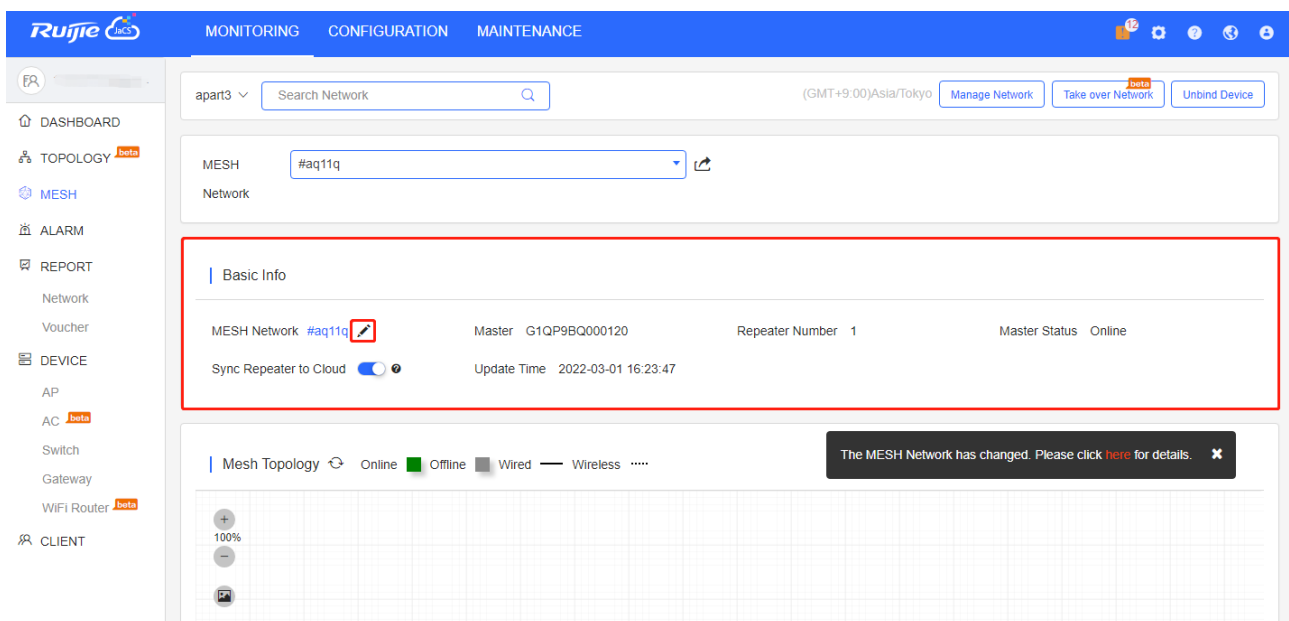 Ruijie JaCS MONITORING CONFIGURATION MAINTENANCE 12
apart3 Search Network (GMT+9:00)Asia/Tokyo Manage Network Take over Network beta Unbind Device
DASHBOARD
TOPOLOGY beta
MESH
ALARM
REPORT
Network
Voucher
DEVICE
AP
AC beta
Switch
Gateway
WiFi Router beta
CLIENT
MESH Network #aq11q
Basic Info
MESH Network #aq11q Master G1QP9BQ000120 Repeater Number 1 Master Status Online
Sync Repeater to Cloud Update Time 2022-03-01 16:23:47
Mesh Topology Online Offline Wired Wireless
The MESH Network has changed. Please click here for details.
100%